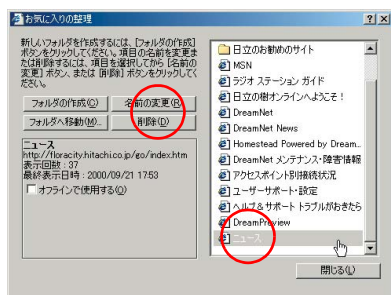 お気に入りの整理
新しいフォルダを作成するには、[フォルダの作成]
ボタンをクリックしてください。項目の名前を変更ま
たは削除するには、項目を選択してから [名前の
変更] ボタン、または [削除] ボタンをクリックしてく
ださい。
フォルダの作成(C)
名前の変更(R)
フォルダへ移動(M)...
削除(D)
ニュース
http://floracity.hitachi.co.jp/go/index.htm
表示回数 : 37
最終表示日時 : 2000/09/21 17:53
オフラインで使用する(O)
日立のお勧めのサイト
MSN
ラジオ ステーション ガイド
日立の樹オンラインへようこそ!
DreamNet
DreamNet News
Homestead Powered by Dream...
DreamNet メンテナンス・障害情報
アクセスポイント別接続状況
ユーザーサポート・設定
ヘルプ&サポート トラブルがおきたら
DreamPreview
ニュース
閉じる(L)